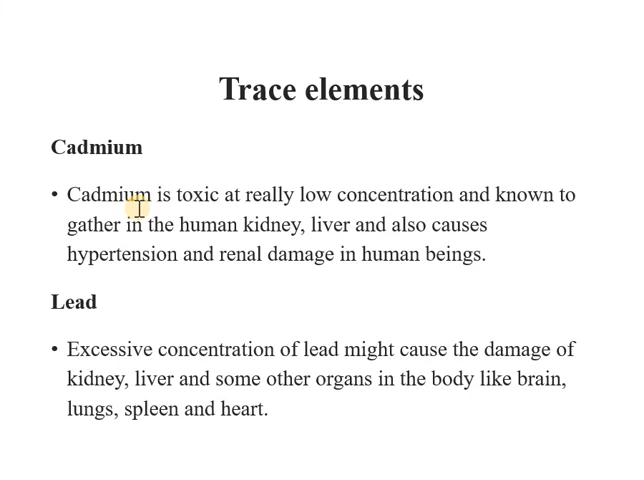 Trace elements
Cadmium
• Cadmium is toxic at really low concentration and known to
gather in the human kidney, liver and also causes
hypertension and renal damage in human beings.
Lead
• Excessive concentration of lead might cause the damage of
kidney, liver and some other organs in the body like brain,
lungs, spleen and heart.